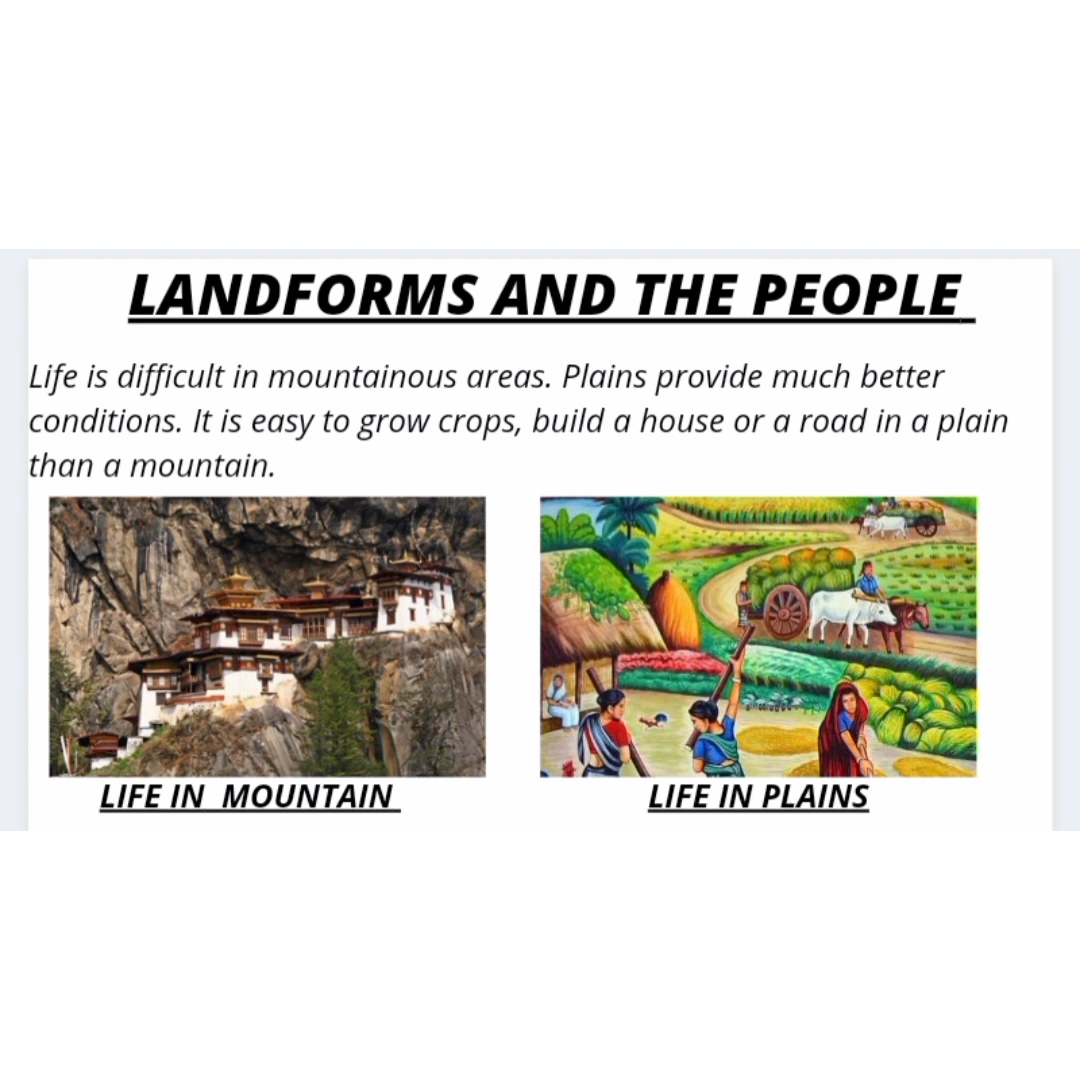 LANDFORMS AND THE PEOPLE
Life is difficult in mountainous areas. Plains provide much better
conditions. It is easy to grow crops, build a house or a road in a plain
than a mountain.
LIFE IN MOUNTAIN
LIFE IN PLAINS